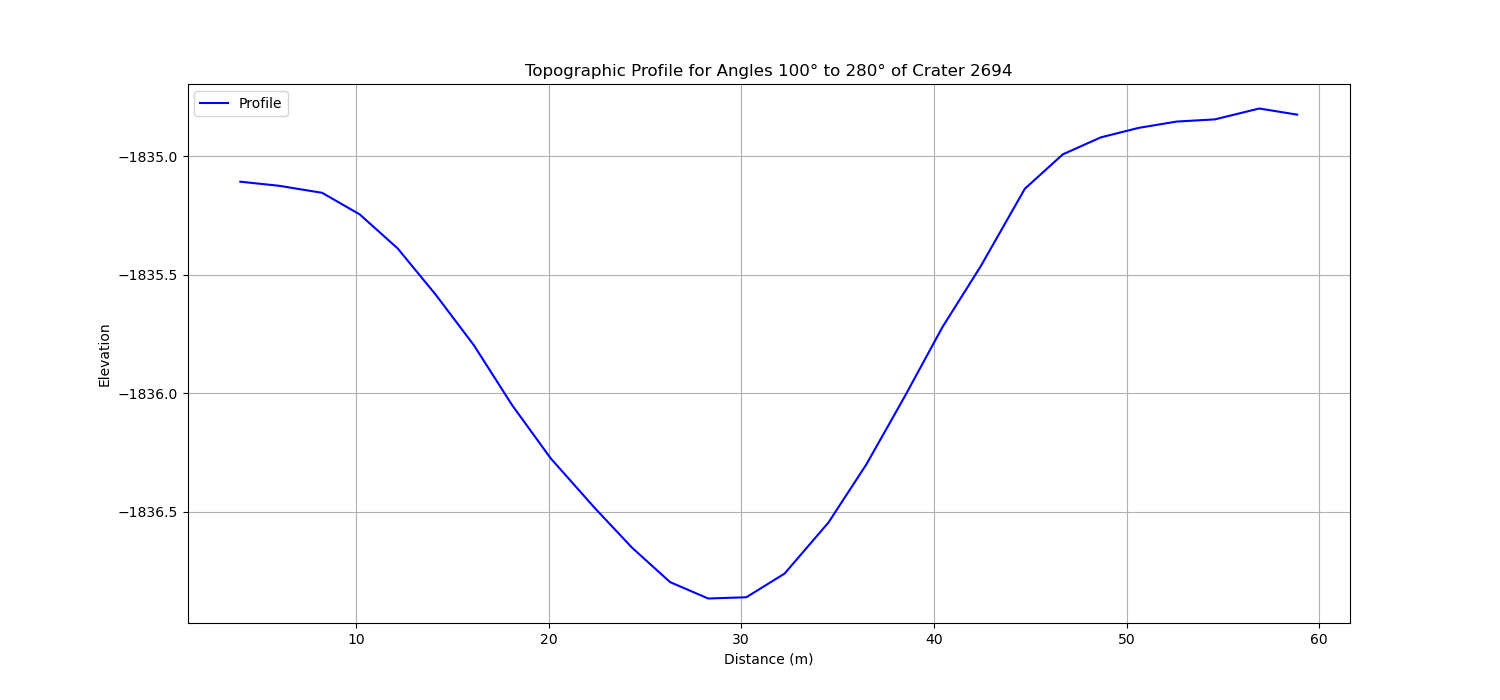 Topographic Profile for Angles 100° to 280° of Crater 2694
Profile
−1835.0
−1835.5
−1836.0
−1836.5
Elevation
10 20 30 40 50 60
Distance (m)